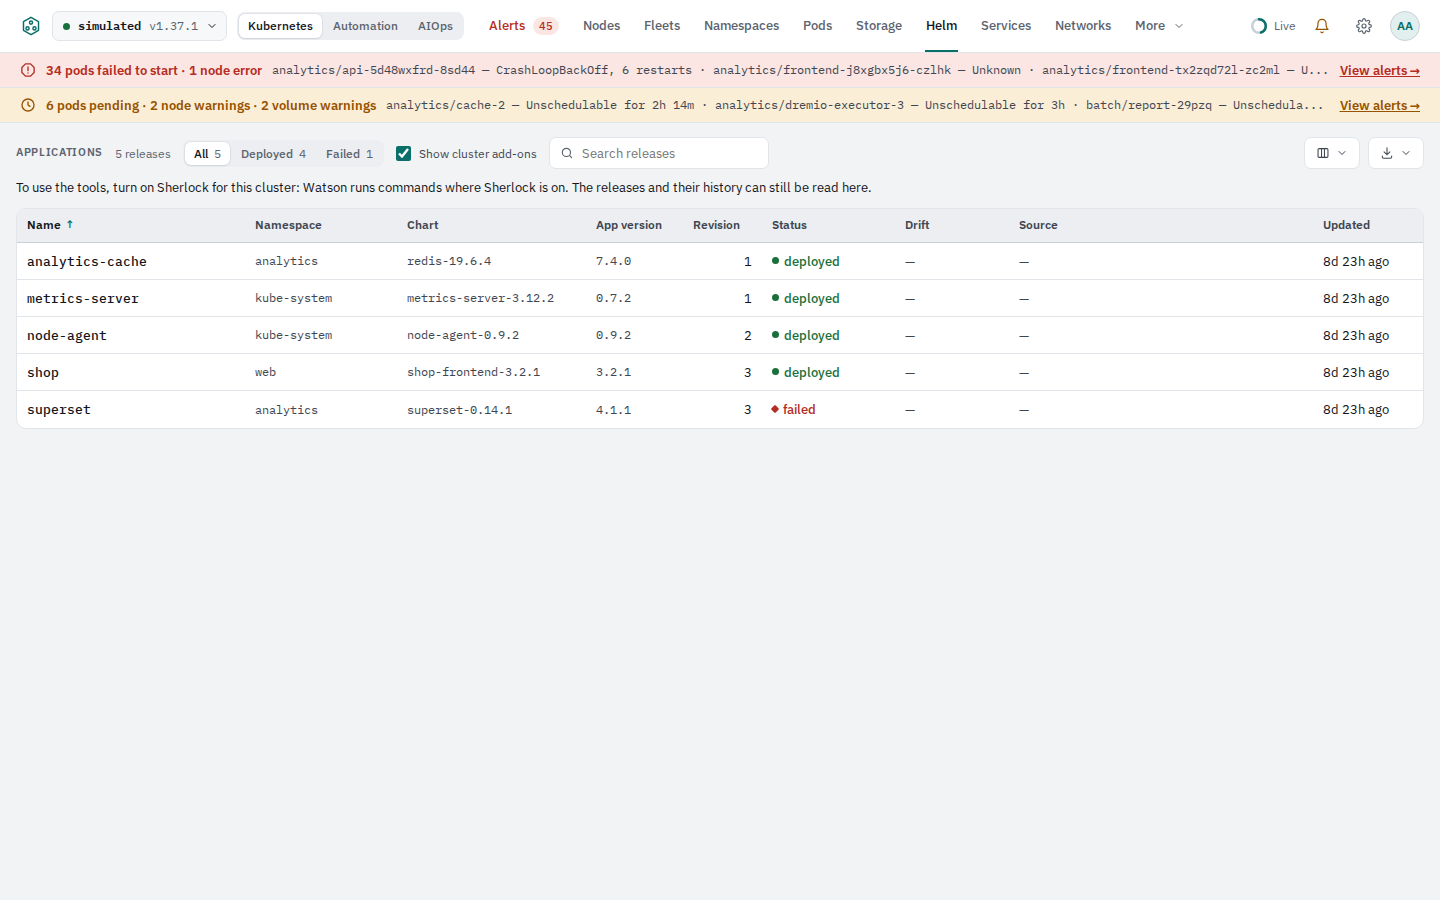 simulated v1.37.1 Kubernetes Automation AIOps Alerts 45 Nodes Fleets Namespaces Pods Storage Helm Services Networks More Live AA
34 pods failed to start · 1 node error analytics/api-5d48wxfrd-8sd44 — CrashLoopBackOff, 6 restarts · analytics/frontend-j8xgbx5j6-czlhk — Unknown · analytics/frontend-tx2zqd72l-zc2ml — U... View alerts →
6 pods pending · 2 node warnings · 2 volume warnings analytics/cache-2 — Unschedulable for 2h 14m · analytics/dremio-executor-3 — Unschedulable for 3h · batch/report-29pzq — Unschedula... View alerts →
APPLICATIONS 5 releases All 5 Deployed 4 Failed 1 Show cluster add-ons Search releases
To use the tools, turn on Sherlock for this cluster: Watson runs commands where Sherlock is on. The releases and their history can still be read here.
Name ↑ Namespace Chart App version Revision Status Drift Source Updated
analytics-cache analytics redis-19.6.4 7.4.0 1 deployed — — 8d 23h ago
metrics-server kube-system metrics-server-3.12.2 0.7.2 1 deployed — — 8d 23h ago
node-agent kube-system node-agent-0.9.2 0.9.2 2 deployed — — 8d 23h ago
shop web shop-frontend-3.2.1 3.2.1 3 deployed — — 8d 23h ago
superset analytics superset-0.14.1 4.1.1 3 failed — — 8d 23h ago